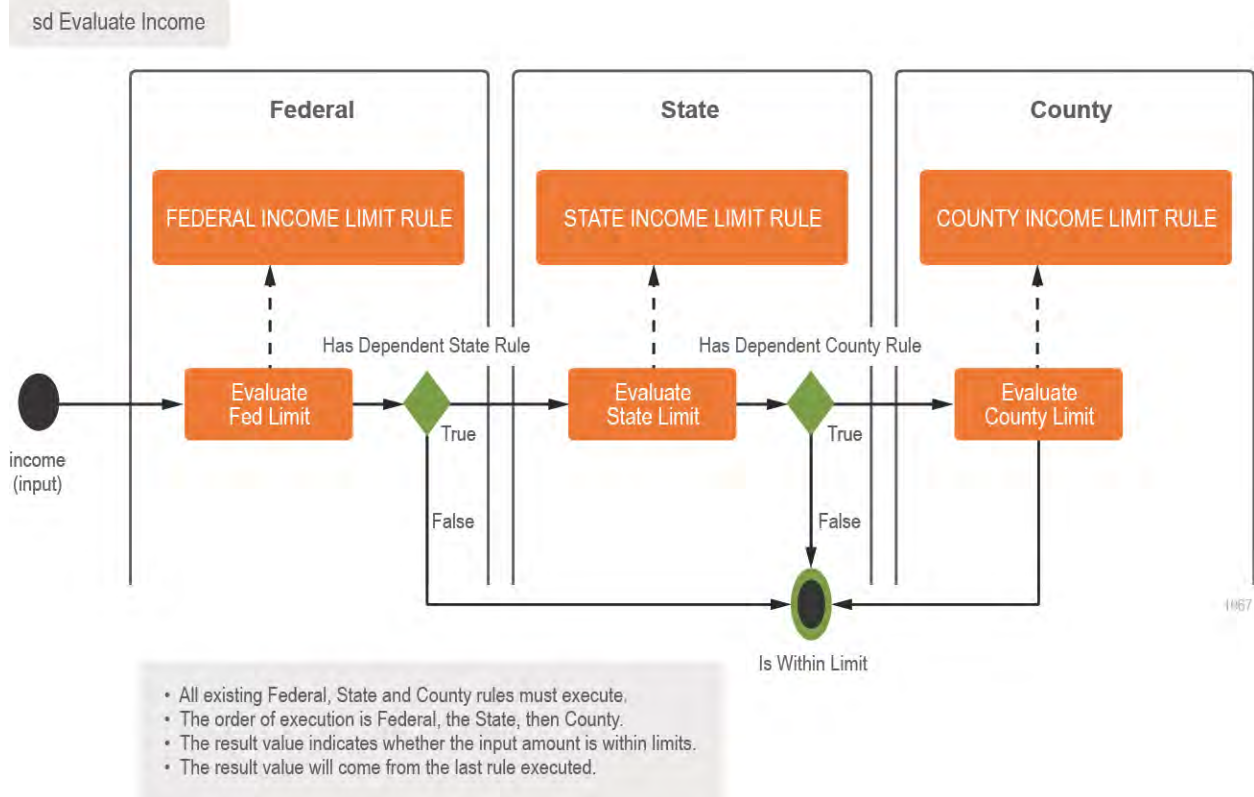 sd Evaluate Income
Federal
State
County
FEDERAL INCOME LIMIT RULE
STATE INCOME LIMIT RULE
COUNTY INCOME LIMIT RULE
Has Dependent State Rule
Has Dependent County Rule
Evaluate
Fed Limit
Evaluate
State Limit
Evaluate
County Limit
True
True
income
(input)
False
False
1067
Is Within Limit
• All existing Federal, State and County rules must execute.
• The order of execution is Federal, the State, then County.
• The result value indicates whether the input amount is within limits.
• The result value will come from the last rule executed.